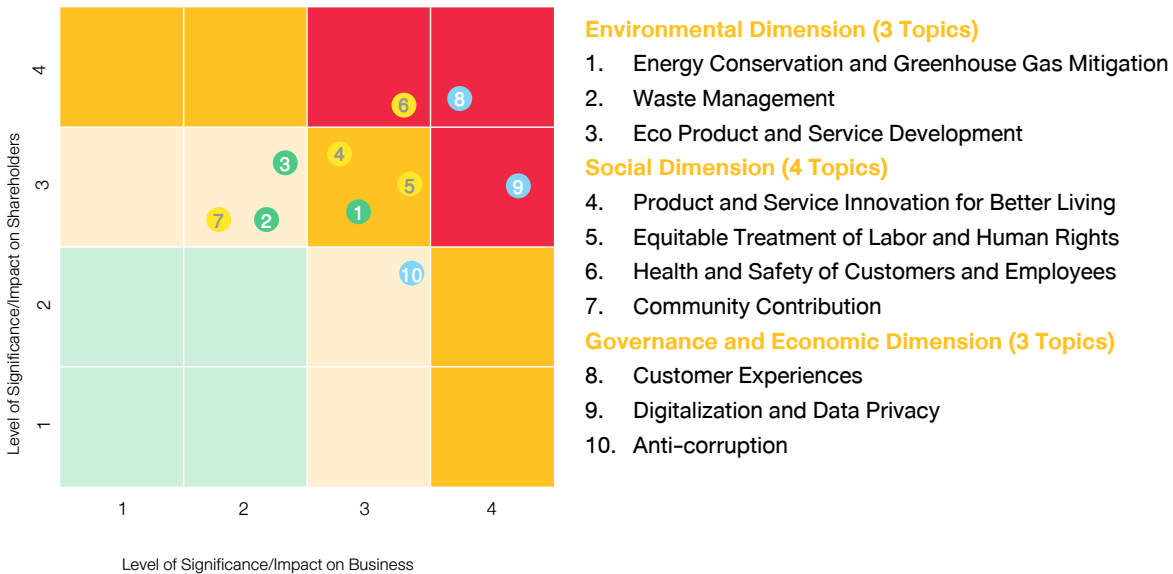 Level of Significance/Impact on Shareholders
4
3
2
1
6
8
3
4
5
9
7
2
1
10
1
2
3
4
Level of Significance/Impact on Business
Environmental Dimension (3 Topics)
1. Energy Conservation and Greenhouse Gas Mitigation
2. Waste Management
3. Eco Product and Service Development
Social Dimension (4 Topics)
4. Product and Service Innovation for Better Living
5. Equitable Treatment of Labor and Human Rights
6. Health and Safety of Customers and Employees
7. Community Contribution
Governance and Economic Dimension (3 Topics)
8. Customer Experiences
9. Digitalization and Data Privacy
10. Anti-corruption